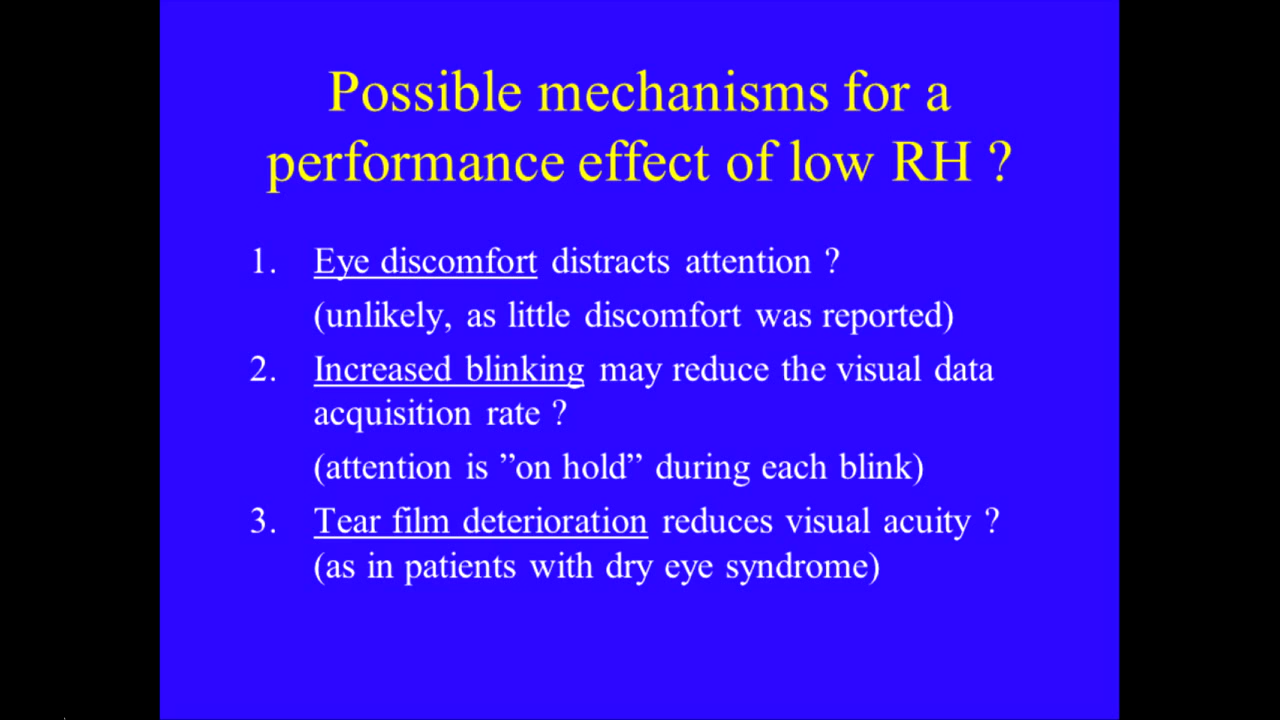 Possible mechanisms for a
performance effect of low RH ?
1. Eye discomfort distracts attention ?
(unlikely, as little discomfort was reported)
2. Increased blinking may reduce the visual data
acquisition rate ?
(attention is ”on hold” during each blink)
3. Tear film deterioration reduces visual acuity ?
(as in patients with dry eye syndrome)